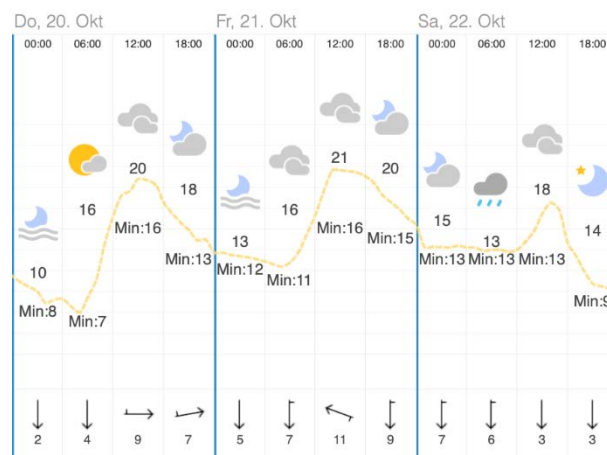 Do, 20. Okt Fr, 21. Okt Sa, 22. Okt
00:00 06:00 12:00 18:00 00:00 06:00 12:00 18:00 00:00 06:00 12:00 18:00
10 16 20 18 13 16 21 20 15 13 18 14
Min:8 Min:7 Min:16 Min:13 Min:12 Min:11 Min:16 Min:15 Min:13 Min:13 Min:13 Min:9
2 4 9 7 5 7 11 9 7 6 3 3